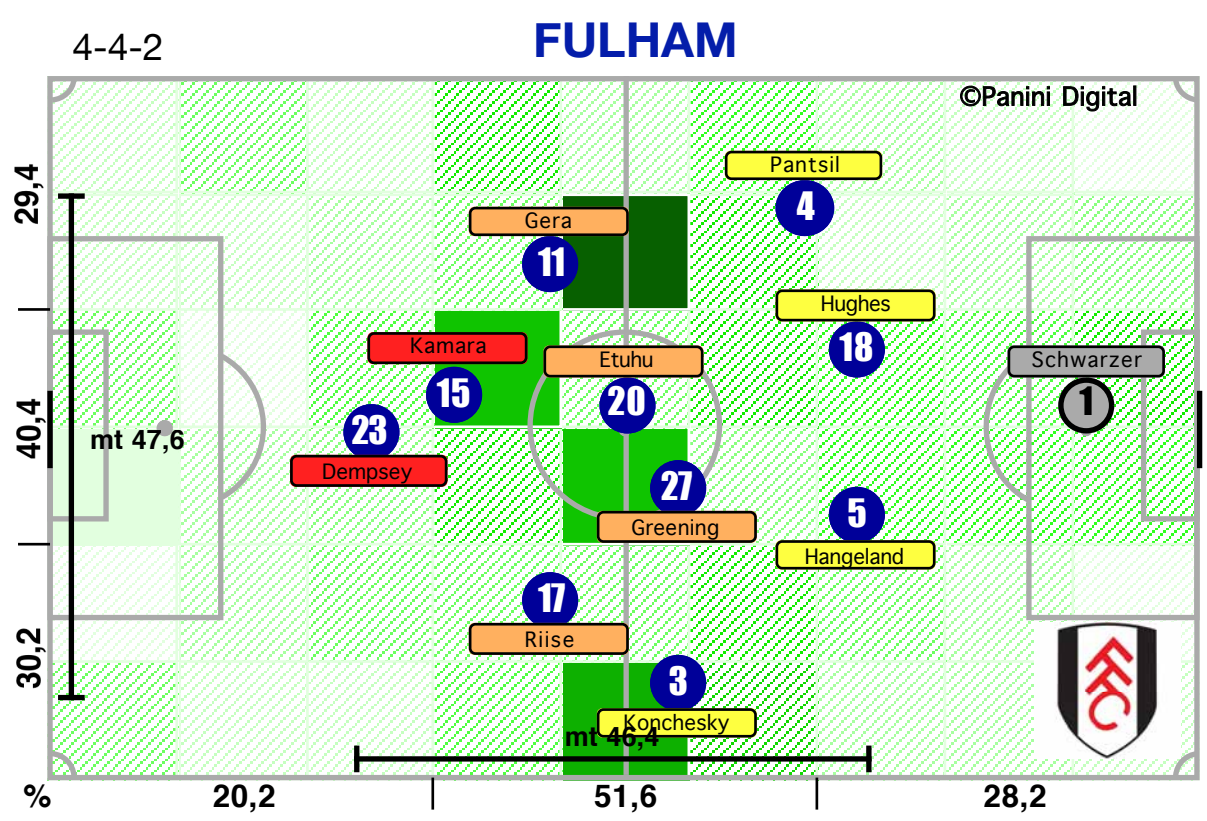 FULHAM
4-4-2
©Panini Digital
29,4
Pantsil
4
Gera
11
Hughes
18
Kamara
15
Etuhu
20
Schwarzer
1
40,4
mt 47,6
23
Dempsey
27
Greening
5
Hangeland
17
Riise
30,2
3
Konchesky
mt 46,4
FFC
%
20,2
51,6
28,2